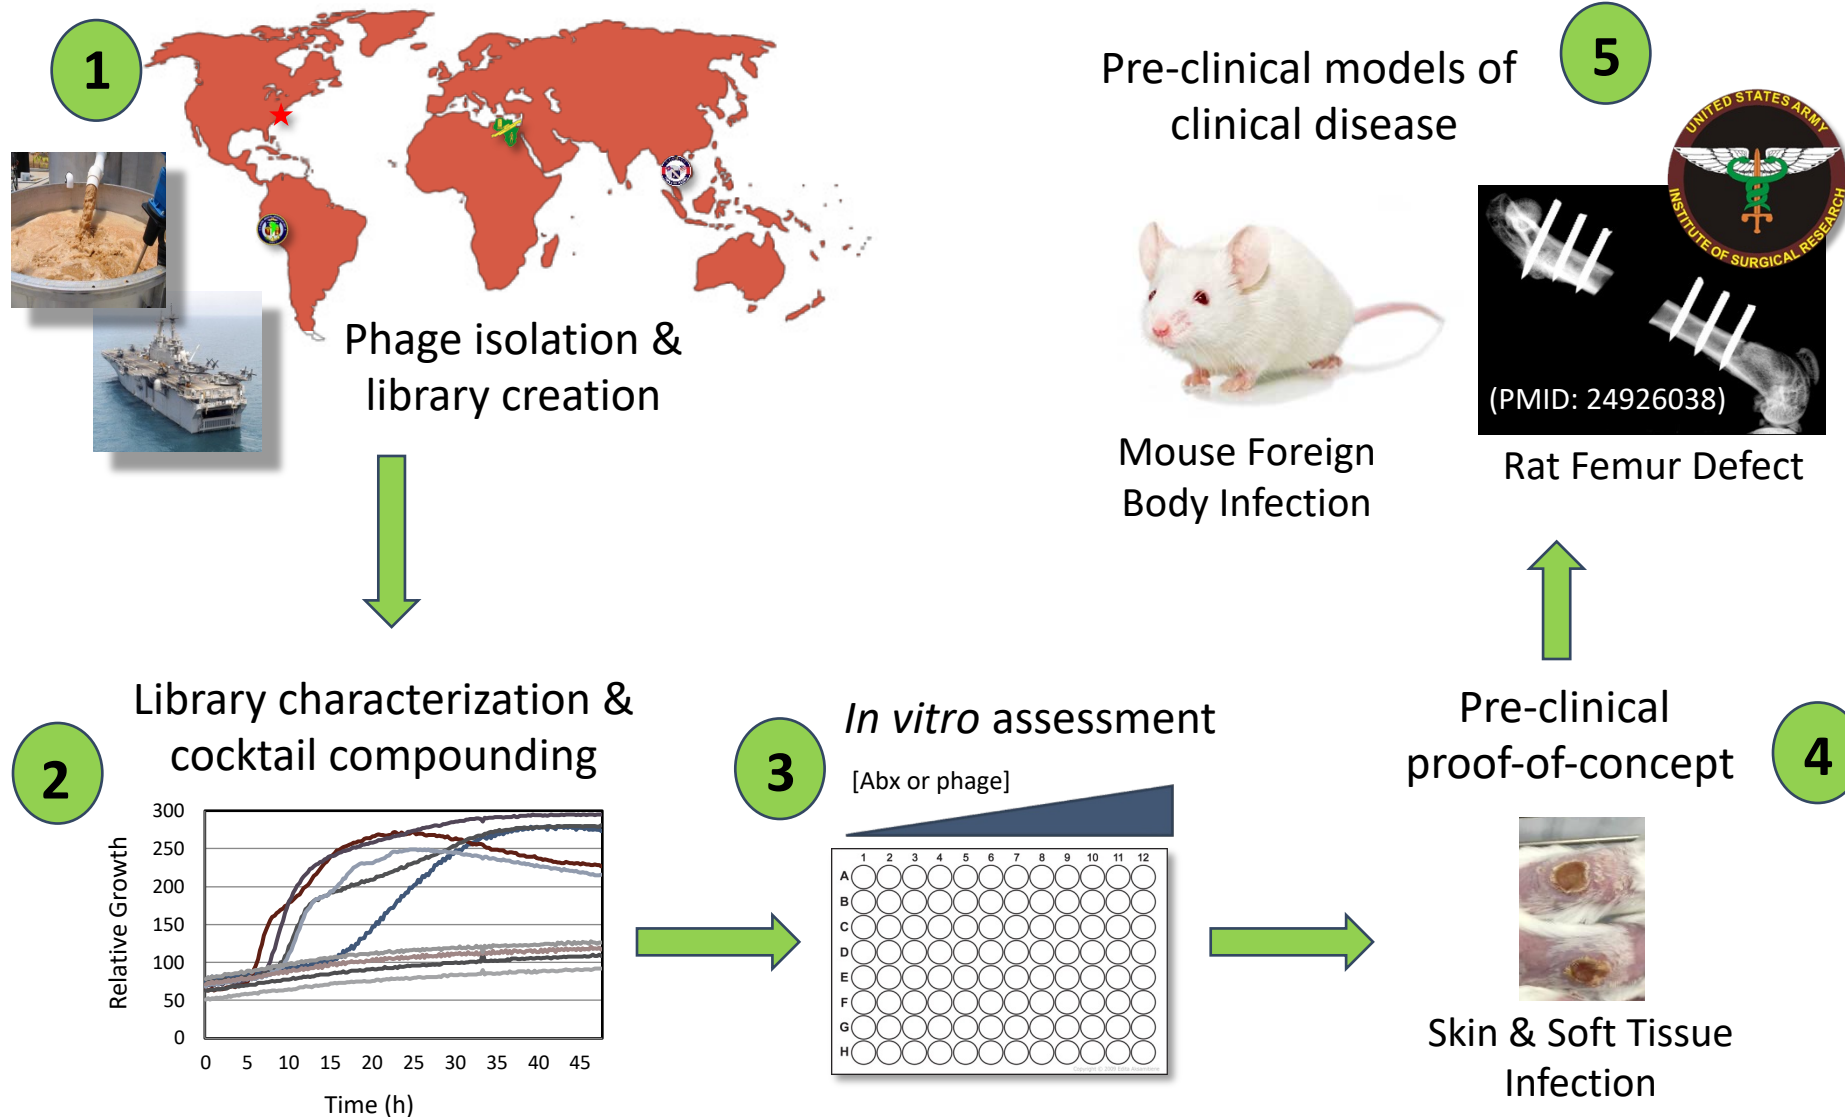 1
Phage isolation &
library creation
2
Library characterization &
cocktail compounding
Relative Growth
300
250
200
150
100
50
0
0 5 10 15 20 25 30 35 40 45
Time (h)
3
In vitro assessment
[Abx or phage]
1 2 3 4 5 6 7 8 9 10 11 12
A
B
C
D
E
F
G
H
4
Pre-clinical
proof-of-concept
Skin & Soft Tissue
Infection
5
Pre-clinical models of
clinical disease
UNITED STATES ARMY
INSTITUTE OF SURGICAL RESEARCH
(PMID: 24926038)
Mouse Foreign
Body Infection
Rat Femur Defect